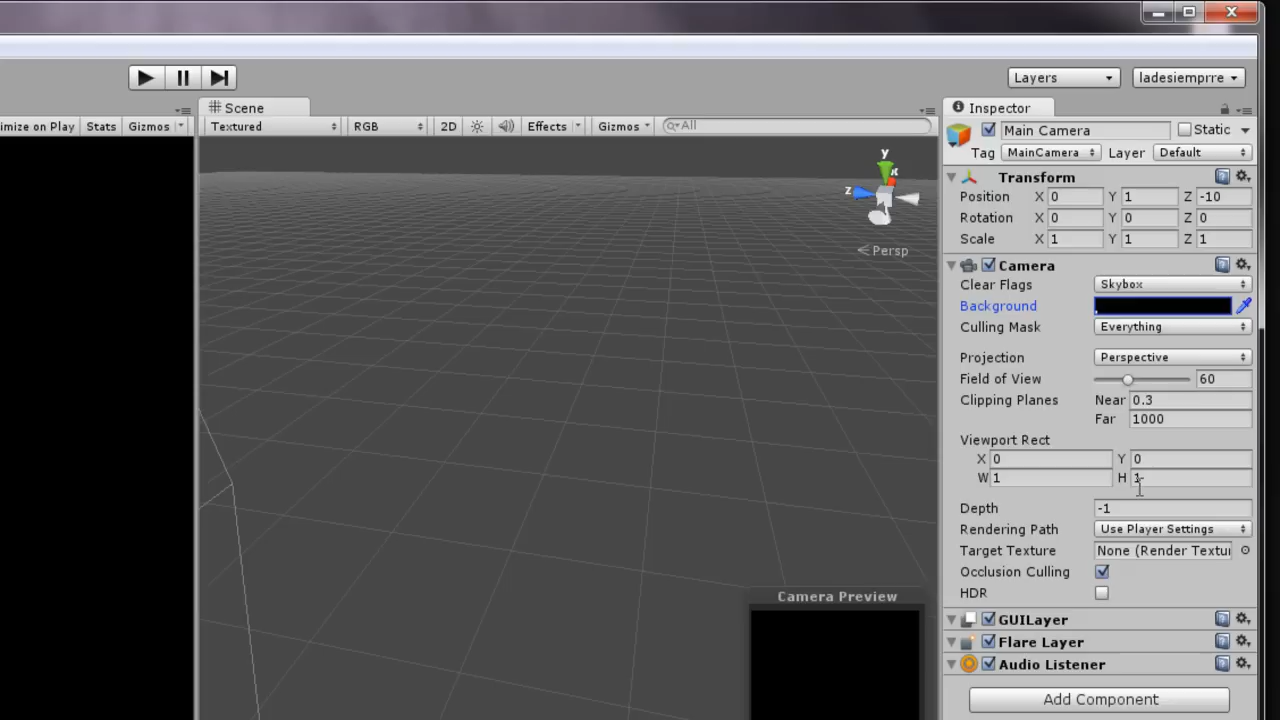 Layers
ladesiemprre
Scene
Inspector
imize on Play Stats Gizmos
Textured RGB 2D Effects Gizmos All
Main Camera Static
Tag MainCamera Layer Default
Transform
Position X 0 Y 1 Z -10
Rotation X 0 Y 0 Z 0
Scale X 1 Y 1 Z 1
y
x
z
Persp
Camera
Clear Flags Skybox
Background
Culling Mask Everything
Projection Perspective
Field of View 60
Clipping Planes Near 0.3
Far 1000
Viewport Rect
X 0 Y 0
W 1 H 1
Depth -1
Rendering Path Use Player Settings
Target Texture None (Render Textu
Occlusion Culling
HDR
Camera Preview
GUILayer
Flare Layer
Audio Listener
Add Component